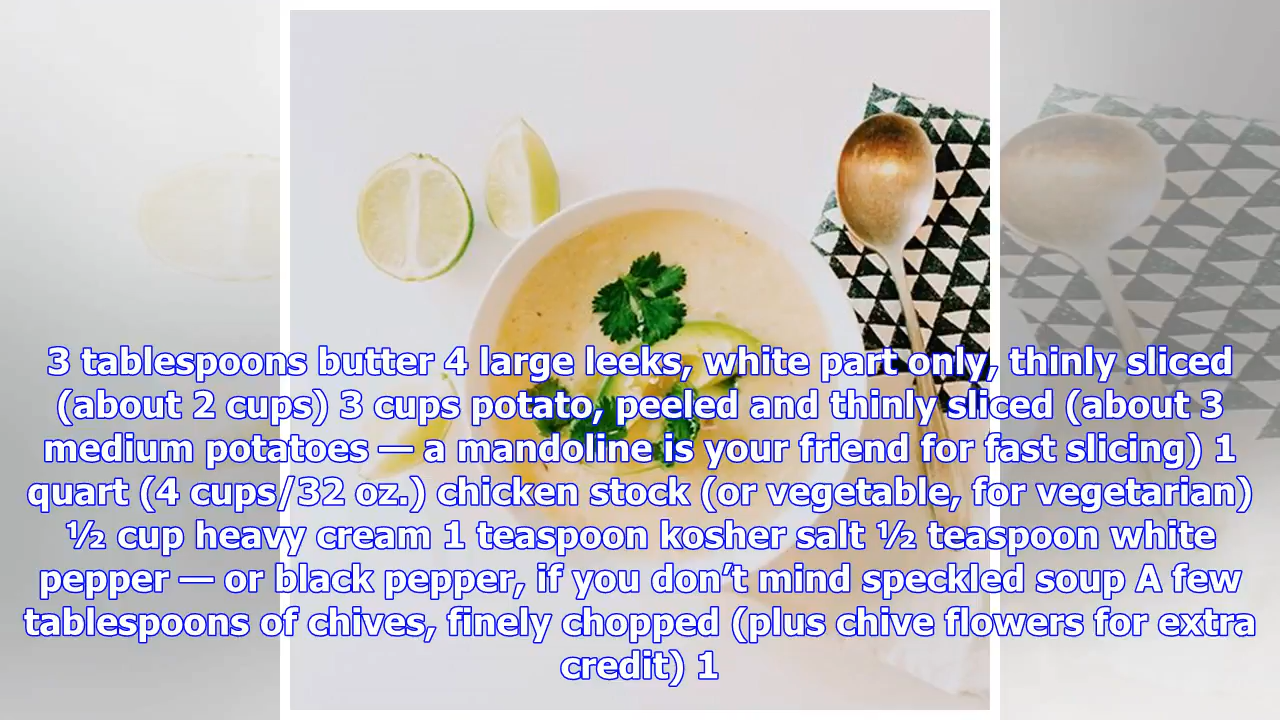 3 tablespoons butter 4 large leeks, white part only, thinly sliced
(about 2 cups) 3 cups potato, peeled and thinly sliced (about 3
medium potatoes — a mandoline is your friend for fast slicing) 1
quart (4 cups/32 oz.) chicken stock (or vegetable, for vegetarian)
½ cup heavy cream 1 teaspoon kosher salt ½ teaspoon white
pepper — or black pepper, if you don’t mind speckled soup A few
tablespoons of chives, finely chopped (plus chive flowers for extra
credit) 1